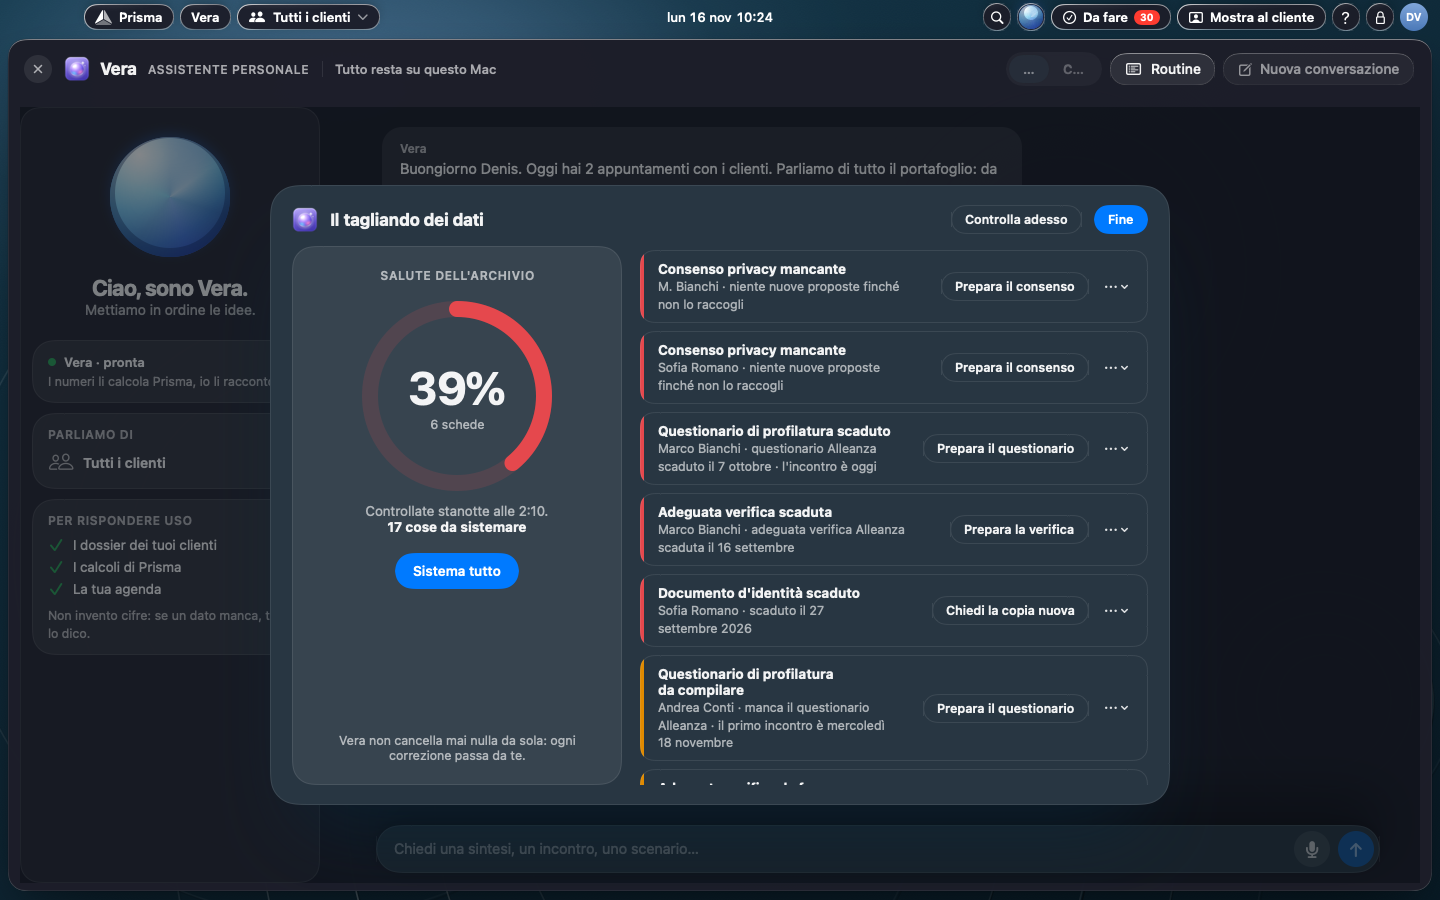 Prisma
Vera
Tutti i clienti
lun 16 nov 10:24
Da fare 30
Mostra al cliente
?
DV
Vera ASSISTENTE PERSONALE
Tutto resta su questo Mac
...
C...
Routine
Nuova conversazione
Ciao, sono Vera.
Mettiamo in ordine le idee.
Vera · pronta
I numeri li calcola Prisma, io li
PARLIAMO DI
Tutti i clienti
PER RISPONDERE USO
I dossier dei tuoi clienti
I calcoli di Prisma
La tua agenda
Non invento cifre: se un dato manca,
lo dico.
Vera
Buongiorno Denis. Oggi hai 2 appuntamenti con i clienti. Parliamo di tutto il portafoglio: da
Il tagliando dei dati
Controlla adesso
Fine
SALUTE DELL'ARCHIVIO
39%
6 schede
Controllate stanotte alle 2:10.
17 cose da sistemare
Sistema tutto
Vera non cancella mai nulla da sola: ogni
correzione passa da te.
Consenso privacy mancante
M. Bianchi · niente nuove proposte finché
non lo raccogli
Prepara il consenso
Consenso privacy mancante
Sofia Romano · niente nuove proposte
finché non lo raccogli
Prepara il consenso
Questionario di profilatura scaduto
Marco Bianchi · questionario Alleanza
scaduto il 7 ottobre · l'incontro è oggi
Prepara il questionario
Adeguata verifica scaduta
Marco Bianchi · adeguata verifica Alleanza
scaduta il 16 settembre
Prepara la verifica
Documento d'identità scaduto
Sofia Romano · scaduto il 27
settembre 2026
Chiedi la copia nuova
Questionario di profilatura
da compilare
Andrea Conti · manca il questionario
Alleanza · il primo incontro è mercoledì
18 novembre
Prepara il questionario
Chiedi una sintesi, un incontro, uno scenario...